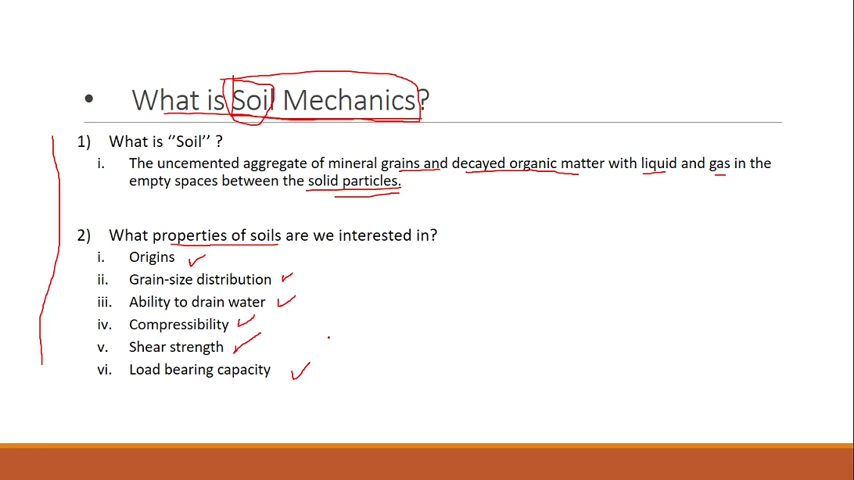 • What is Soil Mechanics?
1) What is ‘’Soil’’ ?
i. The uncemented aggregate of mineral grains and decayed organic matter with liquid and gas in the
empty spaces between the solid particles.
2) What properties of soils are we interested in?
i. Origins
ii. Grain-size distribution
iii. Ability to drain water
iv. Compressibility
v. Shear strength
vi. Load bearing capacity